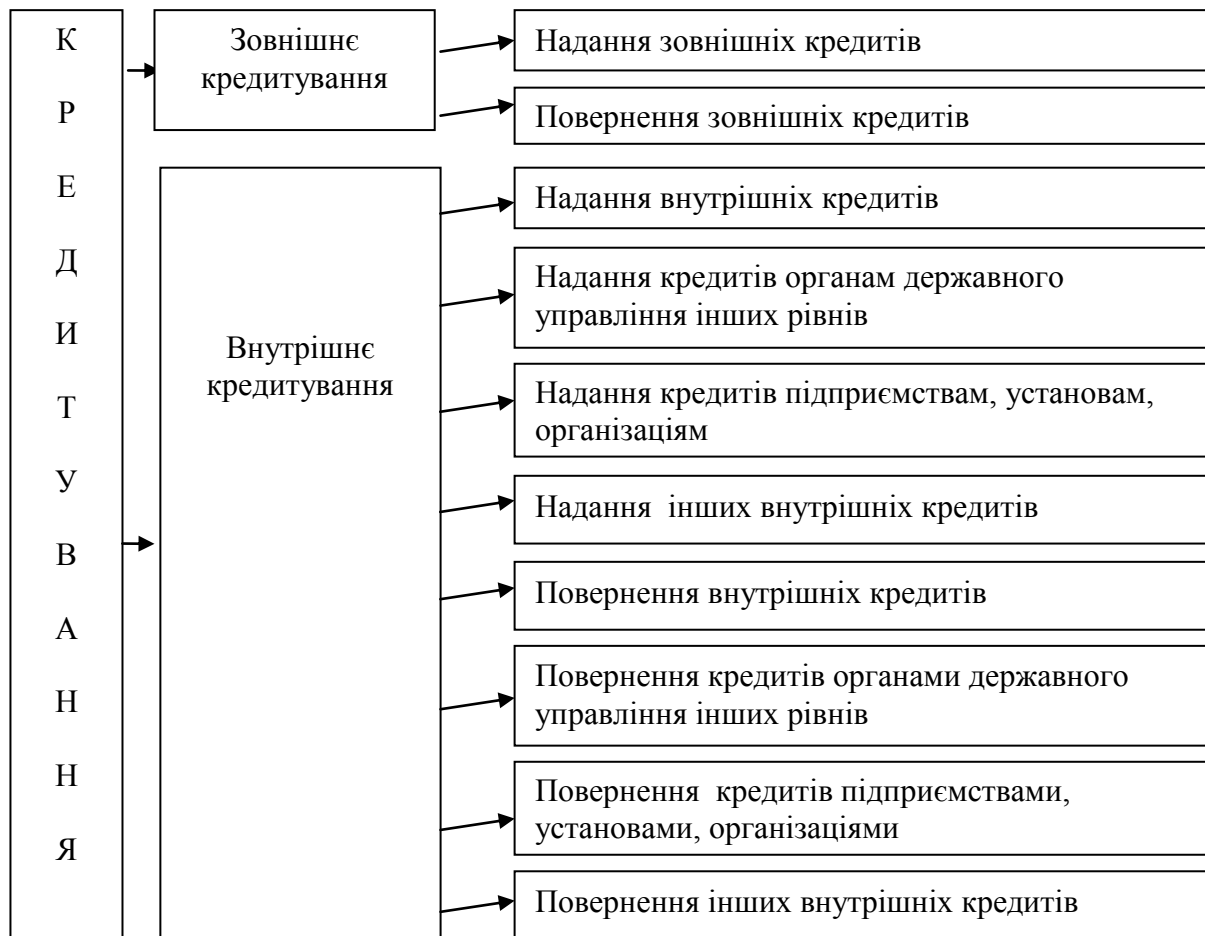 К
Р
Е
Д
И
Т
У
В
А
Н
Н
Я
Зовнішнє
кредитування
Надання зовнішніх кредитів
Повернення зовнішніх кредитів
Внутрішнє
кредитування
Надання внутрішніх кредитів
Надання кредитів органам державного
управління інших рівнів
Надання кредитів підприємствам, установам,
організаціям
Надання  інших внутрішніх кредитів
Повернення внутрішніх кредитів
Повернення кредитів органами державного
управління інших рівнів
Повернення  кредитів підприємствами,
установами, організаціями
Повернення інших внутрішніх кредитів